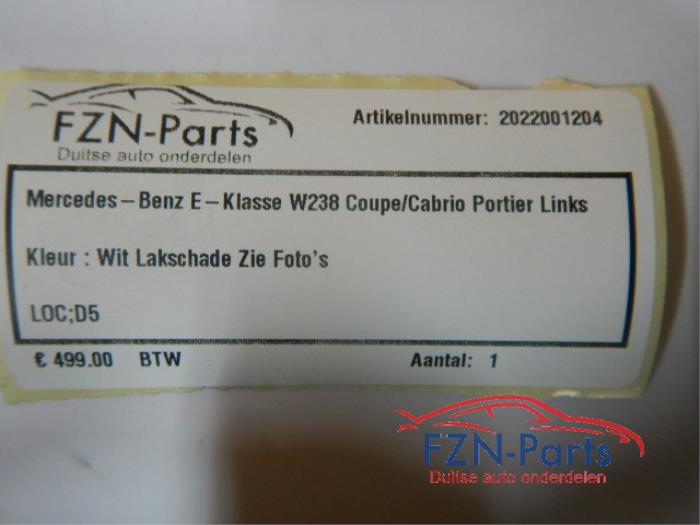 FZN-Parts
Duitse auto onderdelen
Artikelnummer: 2022001204
Mercedes-Benz E-Klasse W238 Coupe/Cabrio Portier Links
Kleur : Wit Lakschade Zie Foto's
LOC;D5
€ 499.00 BTW Aantal: 1
FZN-Parts
Duitse auto onderdelen